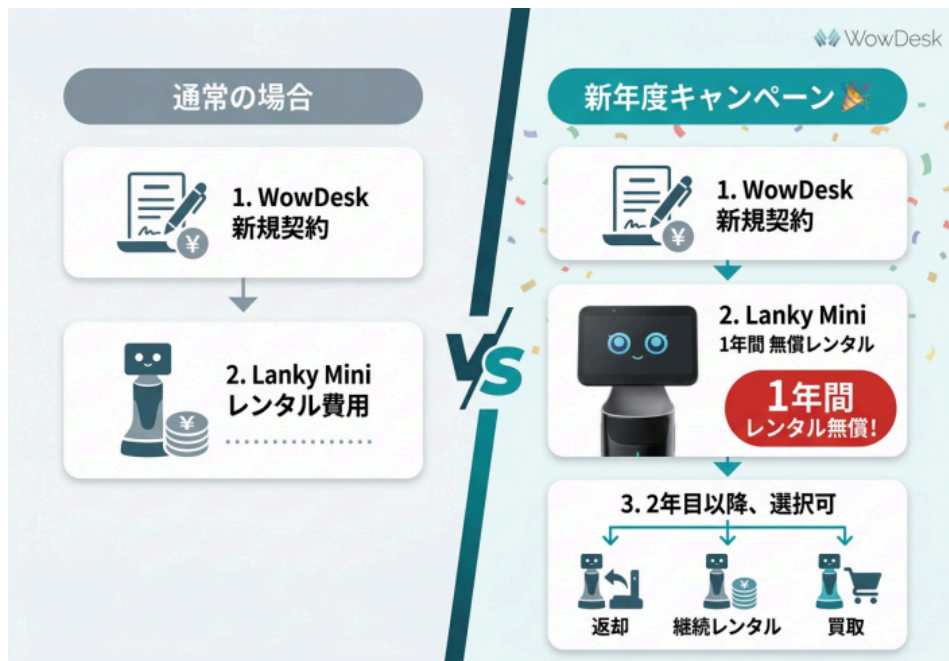 WowDesk
通常の場合
1. WowDesk
新規契約
¥
2. Lanky Mini
レンタル費用
¥
VS
新年度キャンペーン
1. WowDesk
新規契約
¥
2. Lanky Mini
1年間 無償レンタル
1年間
レンタル無償!
3. 2年目以降、選択可
¥
返却
継続レンタル
買取